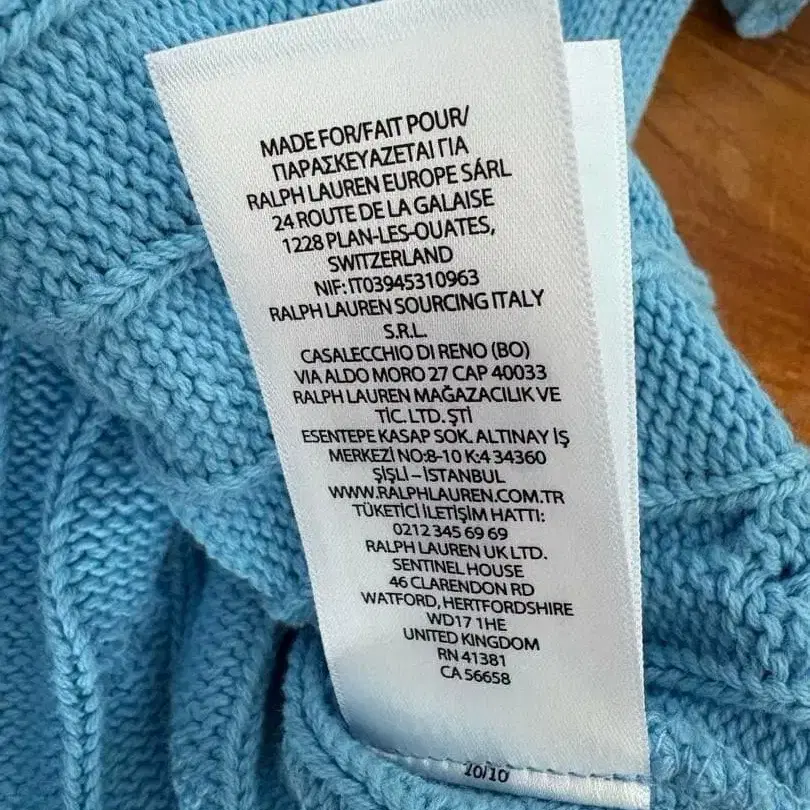 MADE FOR/FAIT POUR/
ΠΑΡΑΣΚΕΥΑΖΕΤΑΙ ΓΙΑ
RALPH LAUREN EUROPE SÁRL
24 ROUTE DE LA GALAISE
1228 PLAN-LES-OUATES,
SWITZERLAND
NIF: IT03945310963
RALPH LAUREN SOURCING ITALY
S.R.L.
CASALECCHIO DI RENO (BO)
VIA ALDO MORO 27 CAP 40033
RALPH LAUREN MAĞAZACILIK VE
TİC. LTD. ŞTİ
ESENTEPE KASAP SOK. ALTINAY İŞ
MERKEZİ NO:8-10 K:4 34360
ŞİŞLİ – İSTANBUL
WWW.RALPHLAUREN.COM.TR
TÜKETİCİ İLETİŞİM HATTI:
0212 345 69 69
RALPH LAUREN UK LTD.
SENTINEL HOUSE
46 CLARENDON RD
WATFORD, HERTFORDSHIRE
WD17 1HE
UNITED KINGDOM
RN 41381
CA 56658
10/10